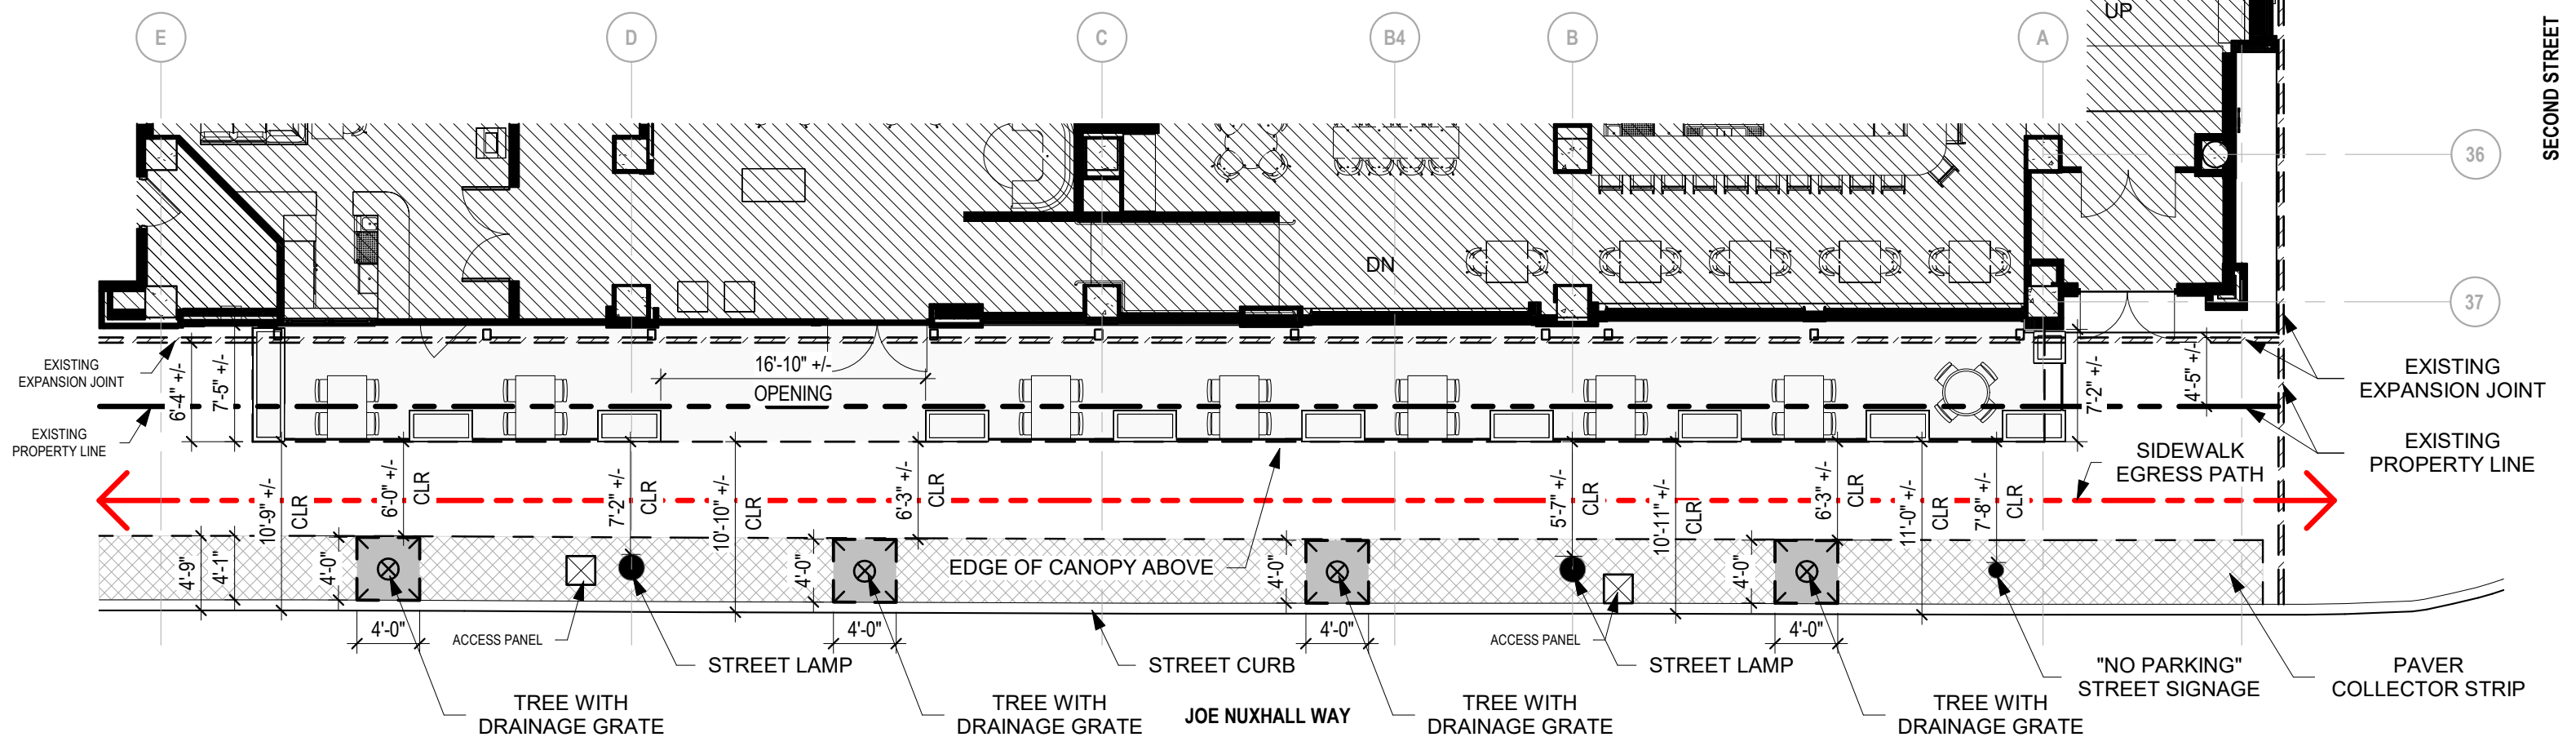 E
D
C
B4
B
A
UP
SECOND STREET
36
37
DN
EXISTING
EXPANSION JOINT
6'-4" +/-
7'-5" +/-
16'-10" +/-
OPENING
7'-2" +/-
4'-5" +/-
EXISTING
EXPANSION JOINT
EXISTING
PROPERTY LINE
EXISTING
PROPERTY LINE
SIDEWALK
EGRESS PATH
10'-9" +/-
CLR
6'-0" +/-
CLR
7'-2" +/-
CLR
10'-10" +/-
CLR
6'-3" +/-
CLR
5'-7" +/-
CLR
10'-11" +/-
CLR
6'-3" +/-
CLR
11'-0" +/-
CLR
7'-8" +/-
CLR
4'-9"
4'-1"
4'-0"
4'-0"
EDGE OF CANOPY ABOVE
4'-0"
4'-0"
4'-0"
4'-0"
4'-0"
4'-0"
ACCESS PANEL
ACCESS PANEL
STREET LAMP
STREET CURB
STREET LAMP
"NO PARKING"
STREET SIGNAGE
PAVER
COLLECTOR STRIP
TREE WITH
DRAINAGE GRATE
TREE WITH
DRAINAGE GRATE
JOE NUXHALL WAY
TREE WITH
DRAINAGE GRATE
TREE WITH
DRAINAGE GRATE